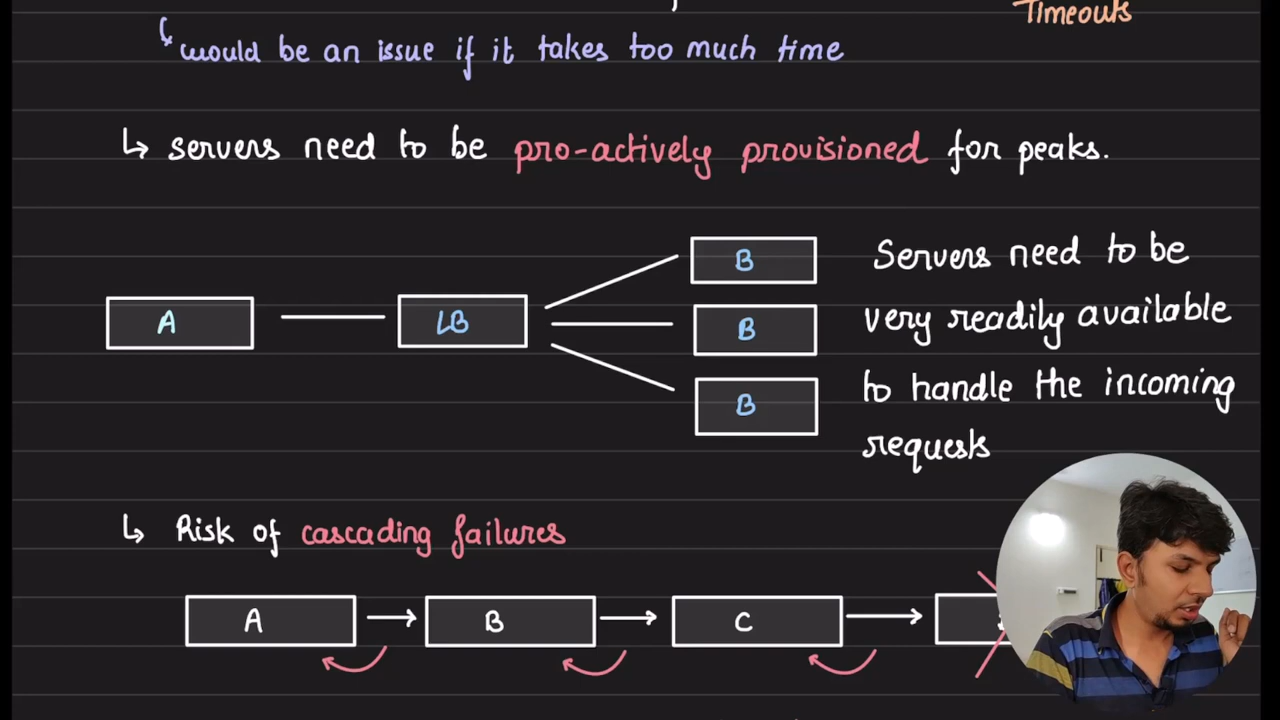 Timeouts
would be an issue if it takes too much time
↳ servers need to be pro-actively provisioned for peaks.
A
LB
B
B
B
Servers need to be
very readily available
to handle the incoming
requests
↳ Risk of cascading failures
A
B
C